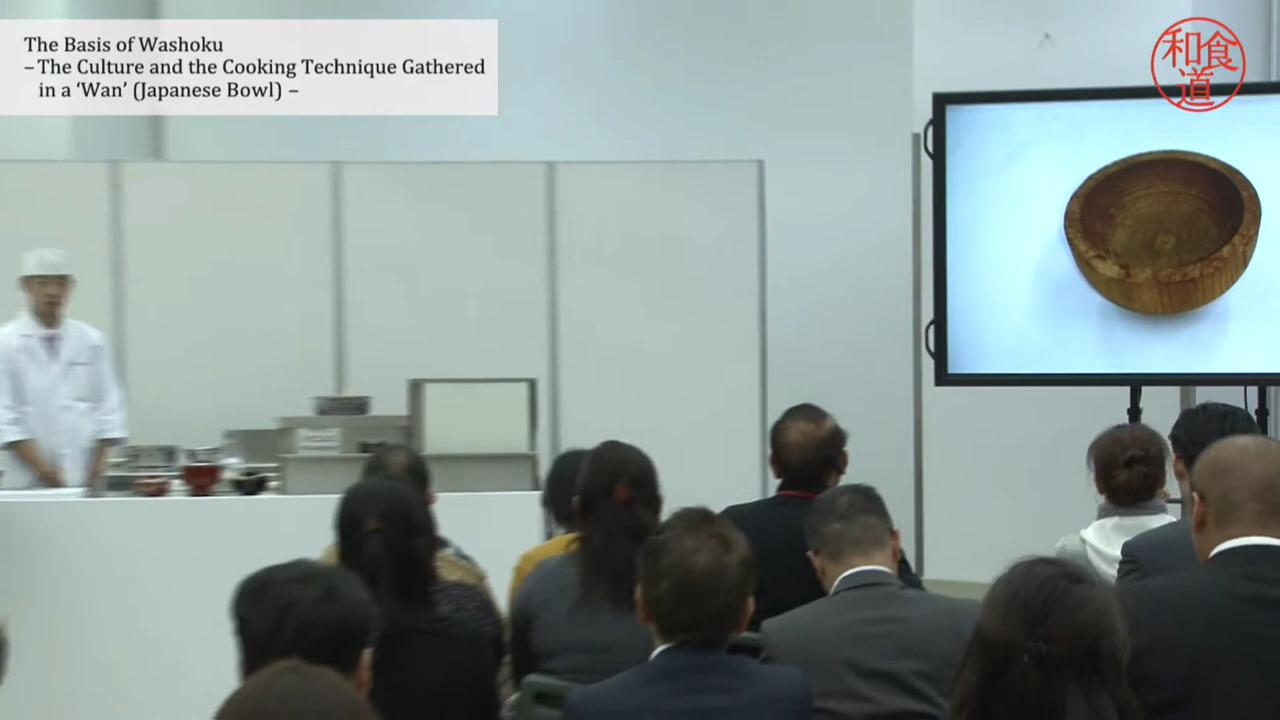 The Basis of Washoku
– The Culture and the Cooking Technique Gathered
in a ‘Wan’ (Japanese Bowl) –
和食
道